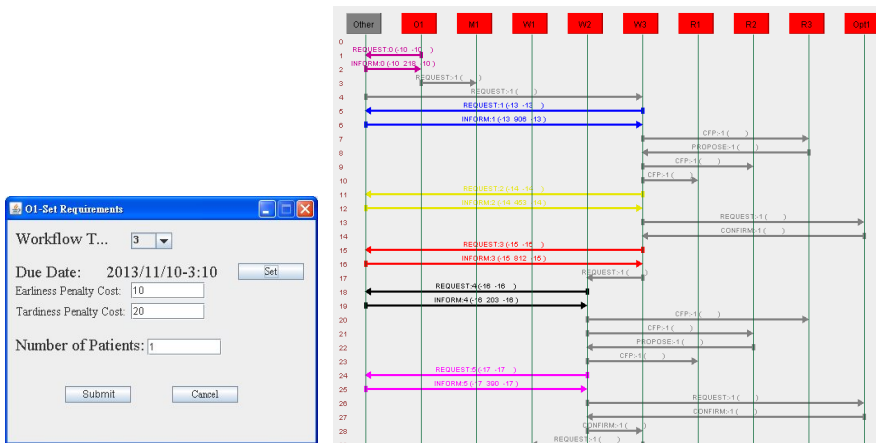 O1-Set Requirements
Workflow T... 3
Due Date: 2013/11/10-3:10 Set
Earliness Penalty Cost: 10
Tardiness Penalty Cost: 20
Number of Patients: 1
Submit Cancel
Other O1 N1 W1 W2 W3 R1 R2 R3 Opt1
0
1 REQUEST:0 (-10 -10 )
2 INFORM:0 (-10 218 -10)
3 REQUEST:-1 ( )
4 REQUEST:-1 ( )
5 REQUEST:1 (-13 -13 )
6 INFORM:1 (-13 906 -13)
7 CFP:-1 ( )
8 PROPOSE:-1 ( )
9 CFP:-1 ( )
10 CFP:-1 ( )
11 REQUEST:2 (-14 -14 )
12 INFORM:2 (-14 453 -14)
13 REQUEST:-1 ( )
14 CONFIRM:-1 ( )
15 REQUEST:3 (-15 -15 )
16 INFORM:3 (-15 812 -15)
17 REQUEST:-1 ( )
18 REQUEST:4 (-16 -16 )
19 INFORM:4 (-16 203 -16)
20 CFP:-1 ( )
21 CFP:-1 ( )
22 PROPOSE:-1 ( )
23 CFP:-1 ( )
24 REQUEST:5 (-17 -17 )
25 INFORM:5 (-17 390 -17)
26 REQUEST:-1 ( )
27 CONFIRM:-1 ( )
28 CONFIRM:-1 ( )
REQUEST:-1 ( )